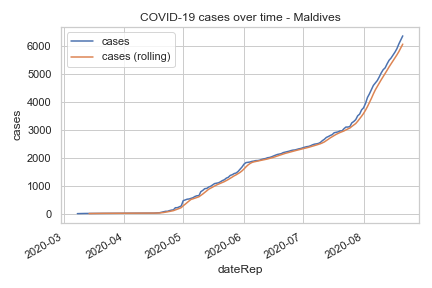 COVID-19 cases over time - Maldives
cases
cases (rolling)
6000
5000
4000
3000
2000
1000
0
cases
2020-03
2020-04
2020-05
2020-06
2020-07
2020-08
dateRep